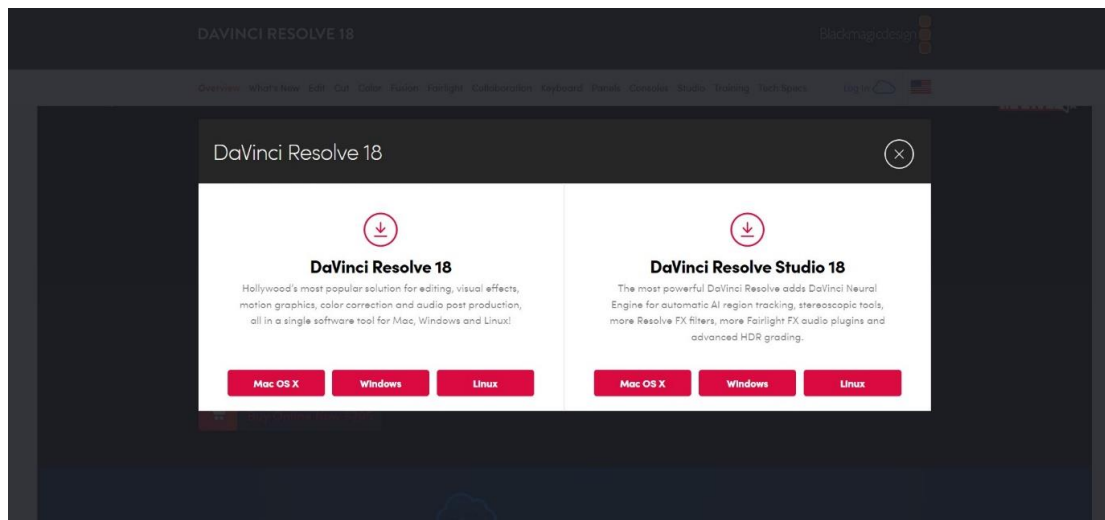 DAVINCI RESOLVE 18
Blackmagicdesign
Overview What's New Edit Cut Color Fusion Fairlight Collaboration Keyboard Panels Consoles Studio Training Tech Specs Log In
DaVinci Resolve 18
DaVinci Resolve 18
Hollywood's most popular solution for editing, visual effects,
motion graphics, color correction and audio post production,
all in a single software tool for Mac, Windows and Linux!
Mac OS X
Windows
Linux
DaVinci Resolve Studio 18
The most powerful DaVinci Resolve adds DaVinci Neural
Engine for automatic AI region tracking, stereoscopic tools,
more Resolve FX filters, more Fairlight FX audio plugins and
advanced HDR grading.
Mac OS X
Windows
Linux